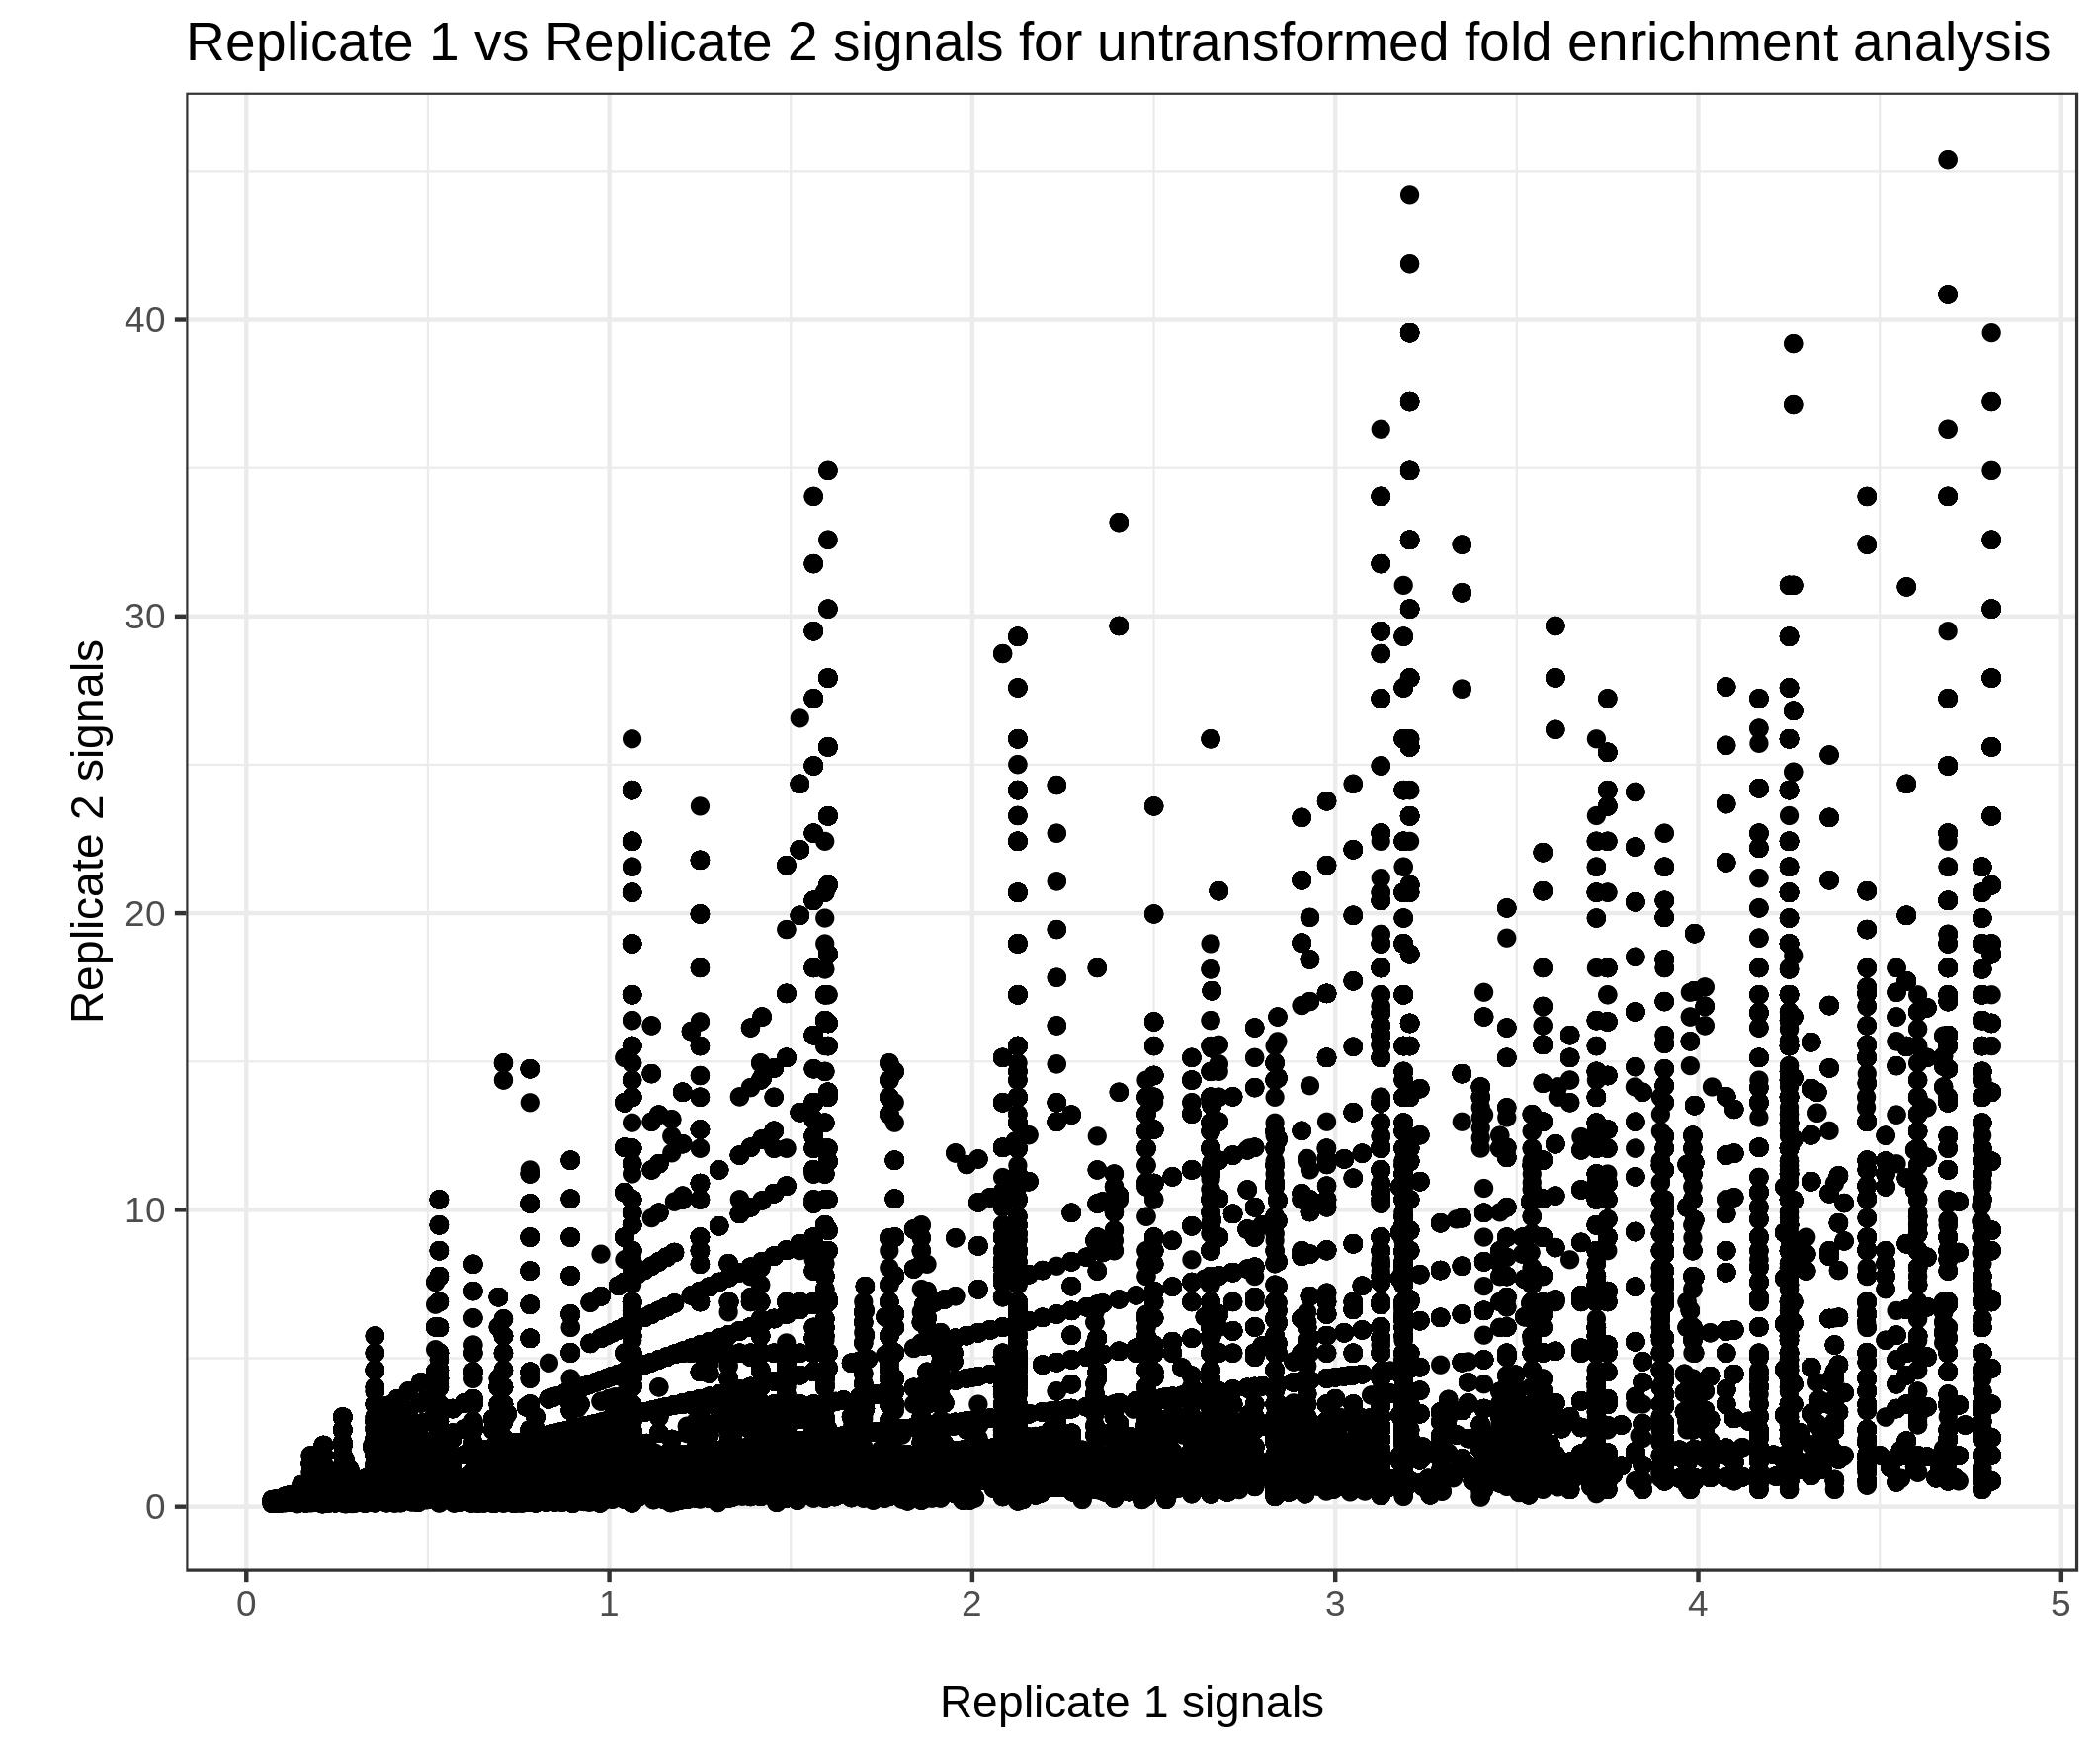 Replicate 1 vs Replicate 2 signals for untransformed fold enrichment analysis
Replicate 2 signals
40
30
20
10
0
0 1 2 3 4 5
Replicate 1 signals